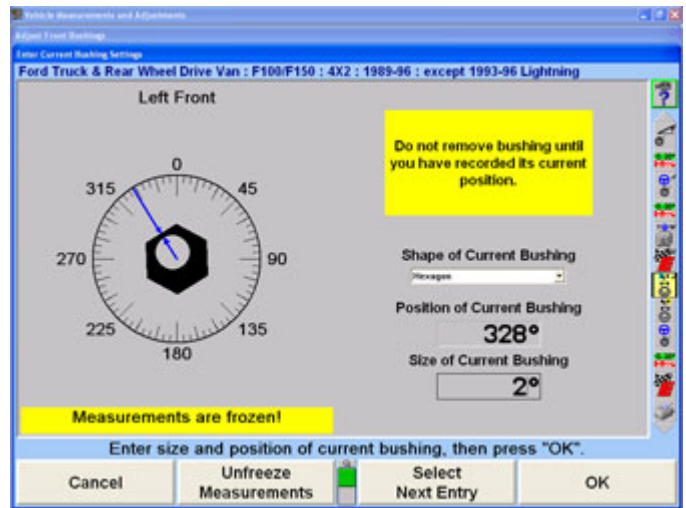 Vehicle Measurements and Adjustments
Adjust Front Bushings
Enter Current Bushing Settings
Ford Truck & Rear Wheel Drive Van : F100/F150 : 4X2 : 1989-96 : except 1993-96 Lightning
Left Front
Do not remove bushing until
you have recorded its current
position.
0
315
45
270
90
225
135
180
Shape of Current Bushing
Hexagon
Position of Current Bushing
328°
Size of Current Bushing
2°
Measurements are frozen!
Enter size and position of current bushing, then press "OK".
Cancel
Unfreeze
Measurements
Select
Next Entry
OK